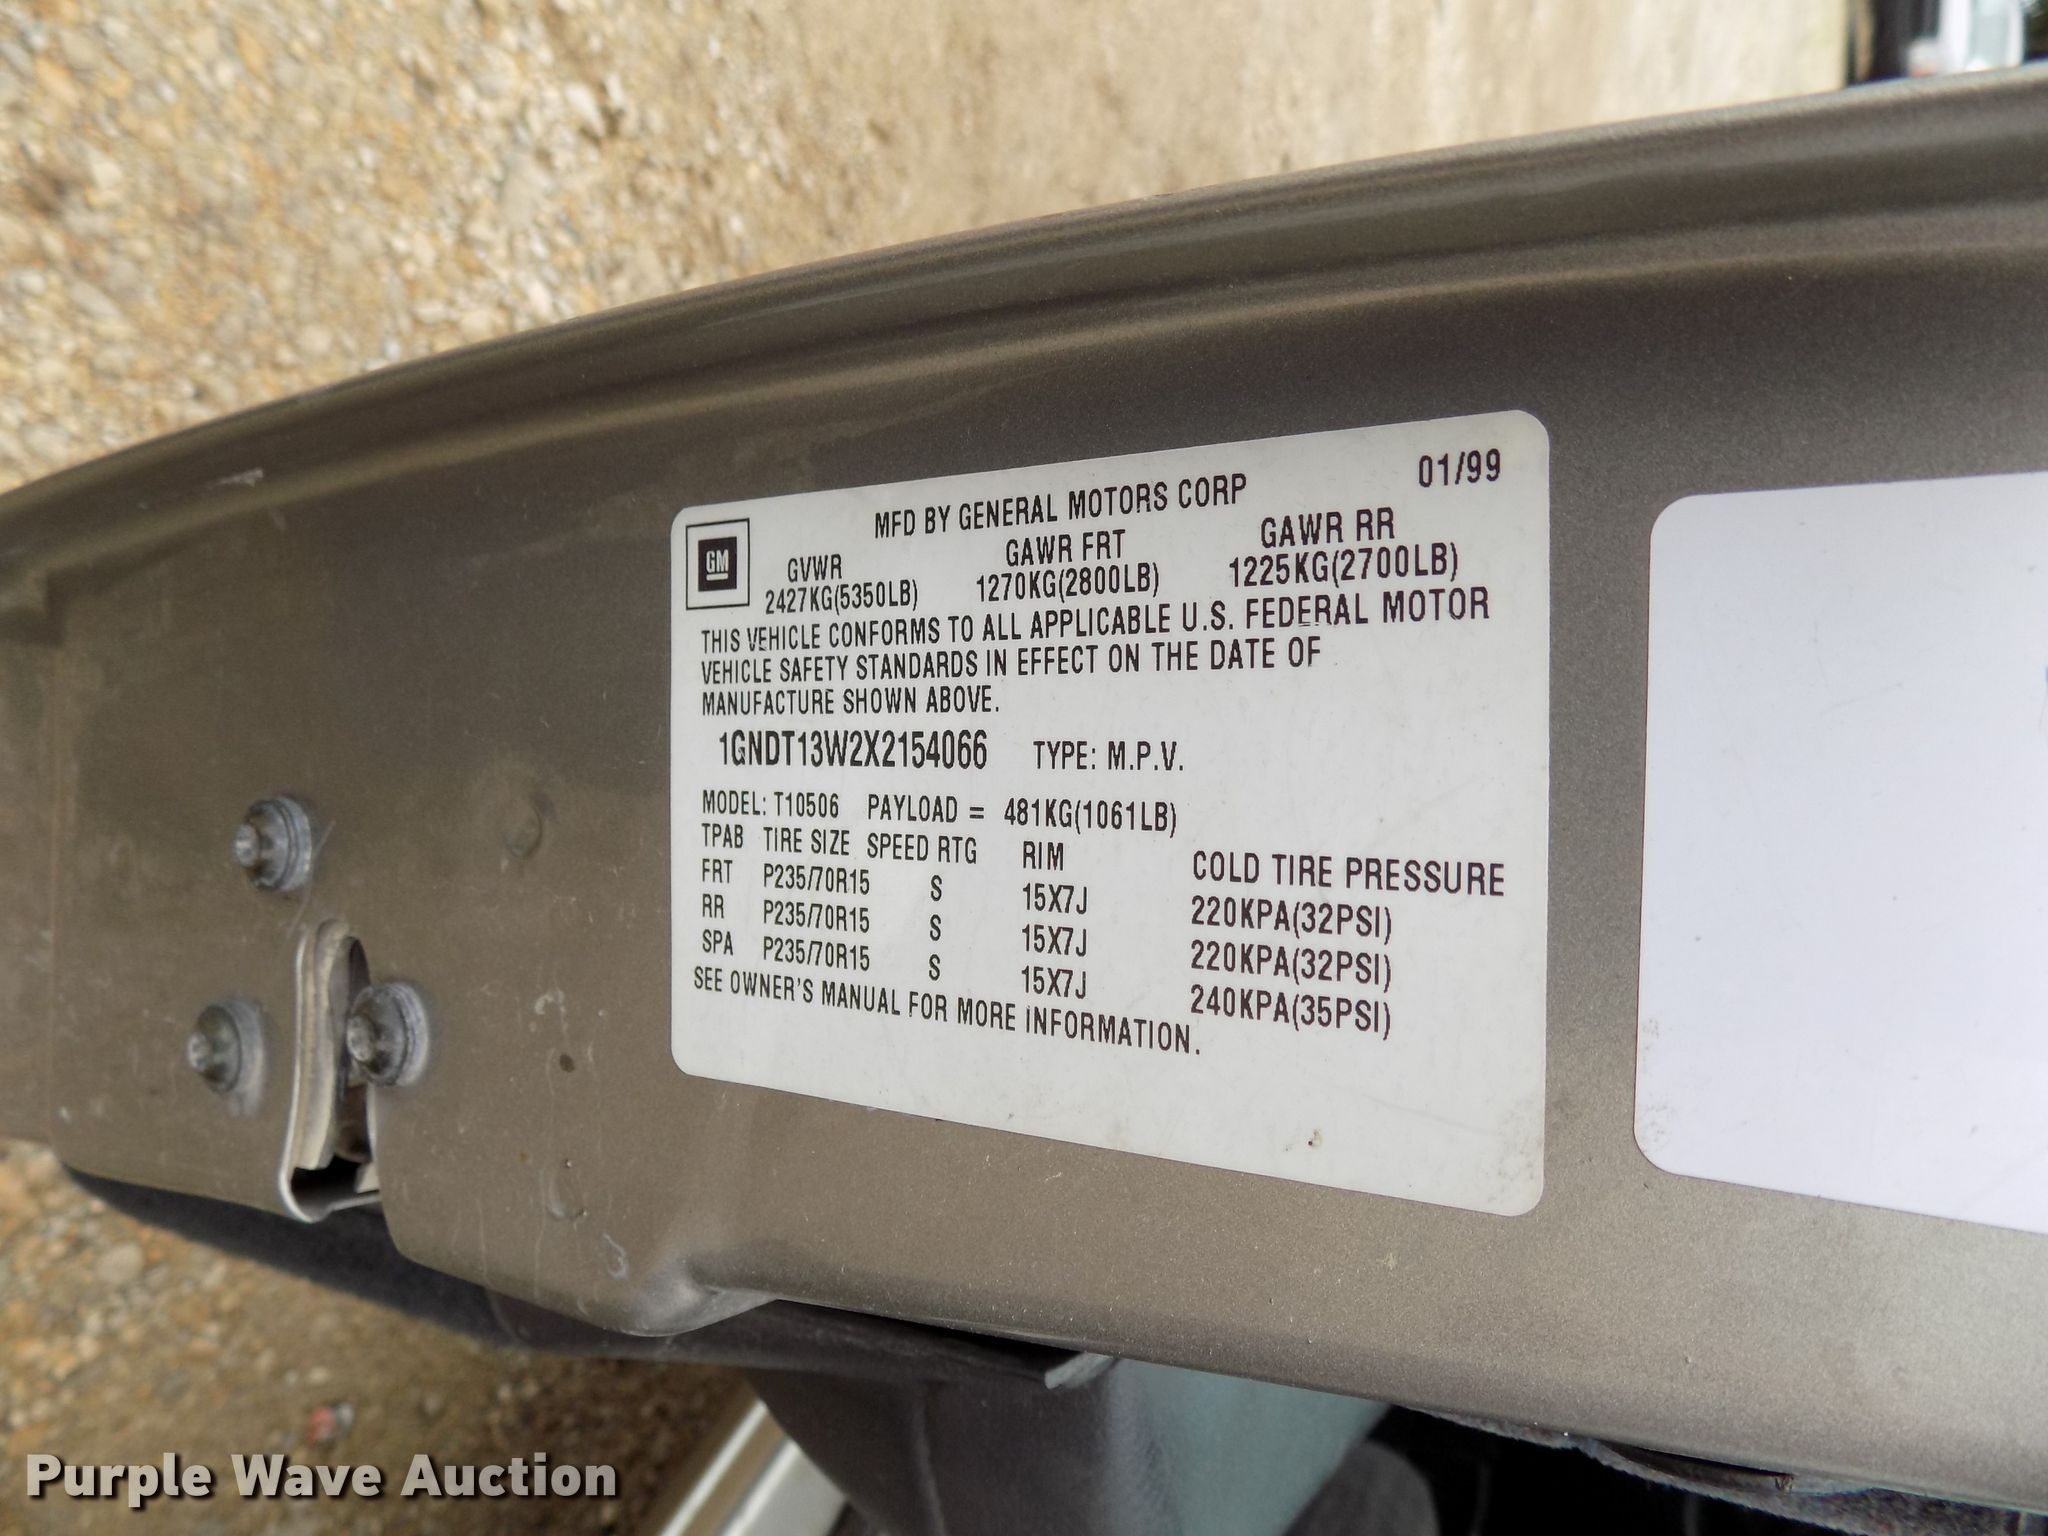 01/99
MFD BY GENERAL MOTORS CORP
GM
GVWR GAWR FRT GAWR RR
2427KG(5350LB) 1270KG(2800LB) 1225KG(2700LB)
THIS VEHICLE CONFORMS TO ALL APPLICABLE U.S. FEDERAL MOTOR
VEHICLE SAFETY STANDARDS IN EFFECT ON THE DATE OF
MANUFACTURE SHOWN ABOVE.
1GNDT13W2X2154066 TYPE: M.P.V.
MODEL: T10506 PAYLOAD = 481KG(1061LB)
TPAB TIRE SIZE SPEED RTG RIM COLD TIRE PRESSURE
FRT P235/70R15 S 15X7J 220KPA(32PSI)
RR P235/70R15 S 15X7J 220KPA(32PSI)
SPA P235/70R15 S 15X7J 240KPA(35PSI)
SEE OWNER'S MANUAL FOR MORE INFORMATION.
Purple Wave Auction